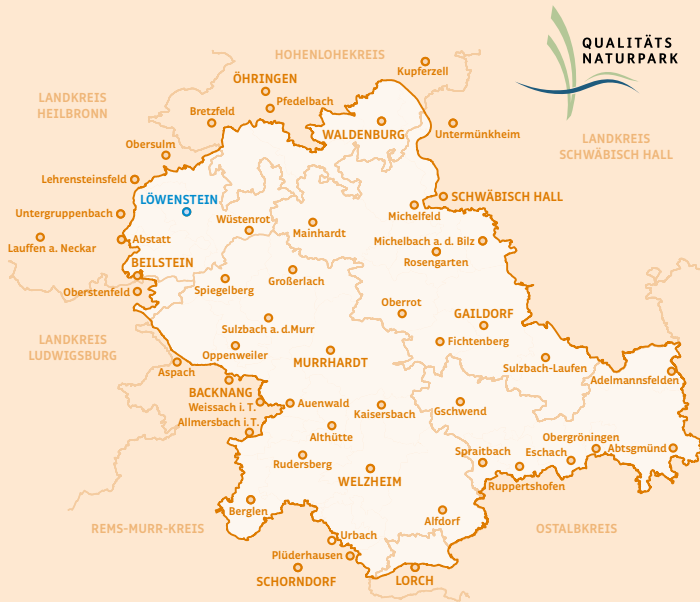 QUALITÄTS
NATURPARK
HOHENLOHEKREIS
Kupferzell
ÖHRINGEN
LANDKREIS
HEILBRONN
Pfedelbach
Bretzfeld
WALDENBURG
Untermünkheim
LANDKREIS
SCHWÄBISCH HALL
Obersulm
Lehrensteinsfeld
LÖWENSTEIN
SCHWÄBISCH HALL
Untergruppenbach
Michelfeld
Wüstenrot
Mainhardt
Lauffen a. Neckar
Abstatt
Michelbach a. d. Bilz
BEILSTEIN
Rosengarten
Oberstenfeld
Spiegelberg
Großerlach
Oberrot
GAILDORF
Sulzbach a. d.Murr
LANDKREIS
LUDWIGSBURG
Oppenweiler
Fichtenberg
MURRHARDT
Sulzbach-Laufen
Aspach
Adelmannsfelden
BACKNANG
Weissach i. T.
Auenwald
Kaisersbach
Gschwend
Allmersbach i.T.
Althütte
Obergröningen
Spraitbach
Eschach
Abtsgmünd
Rudersberg
WELZHEIM
Ruppertshofen
Berglen
Alfdorf
REMS-MURR-KREIS
OSTALBKREIS
Urbach
Plüderhausen
SCHORNDORF
LORCH